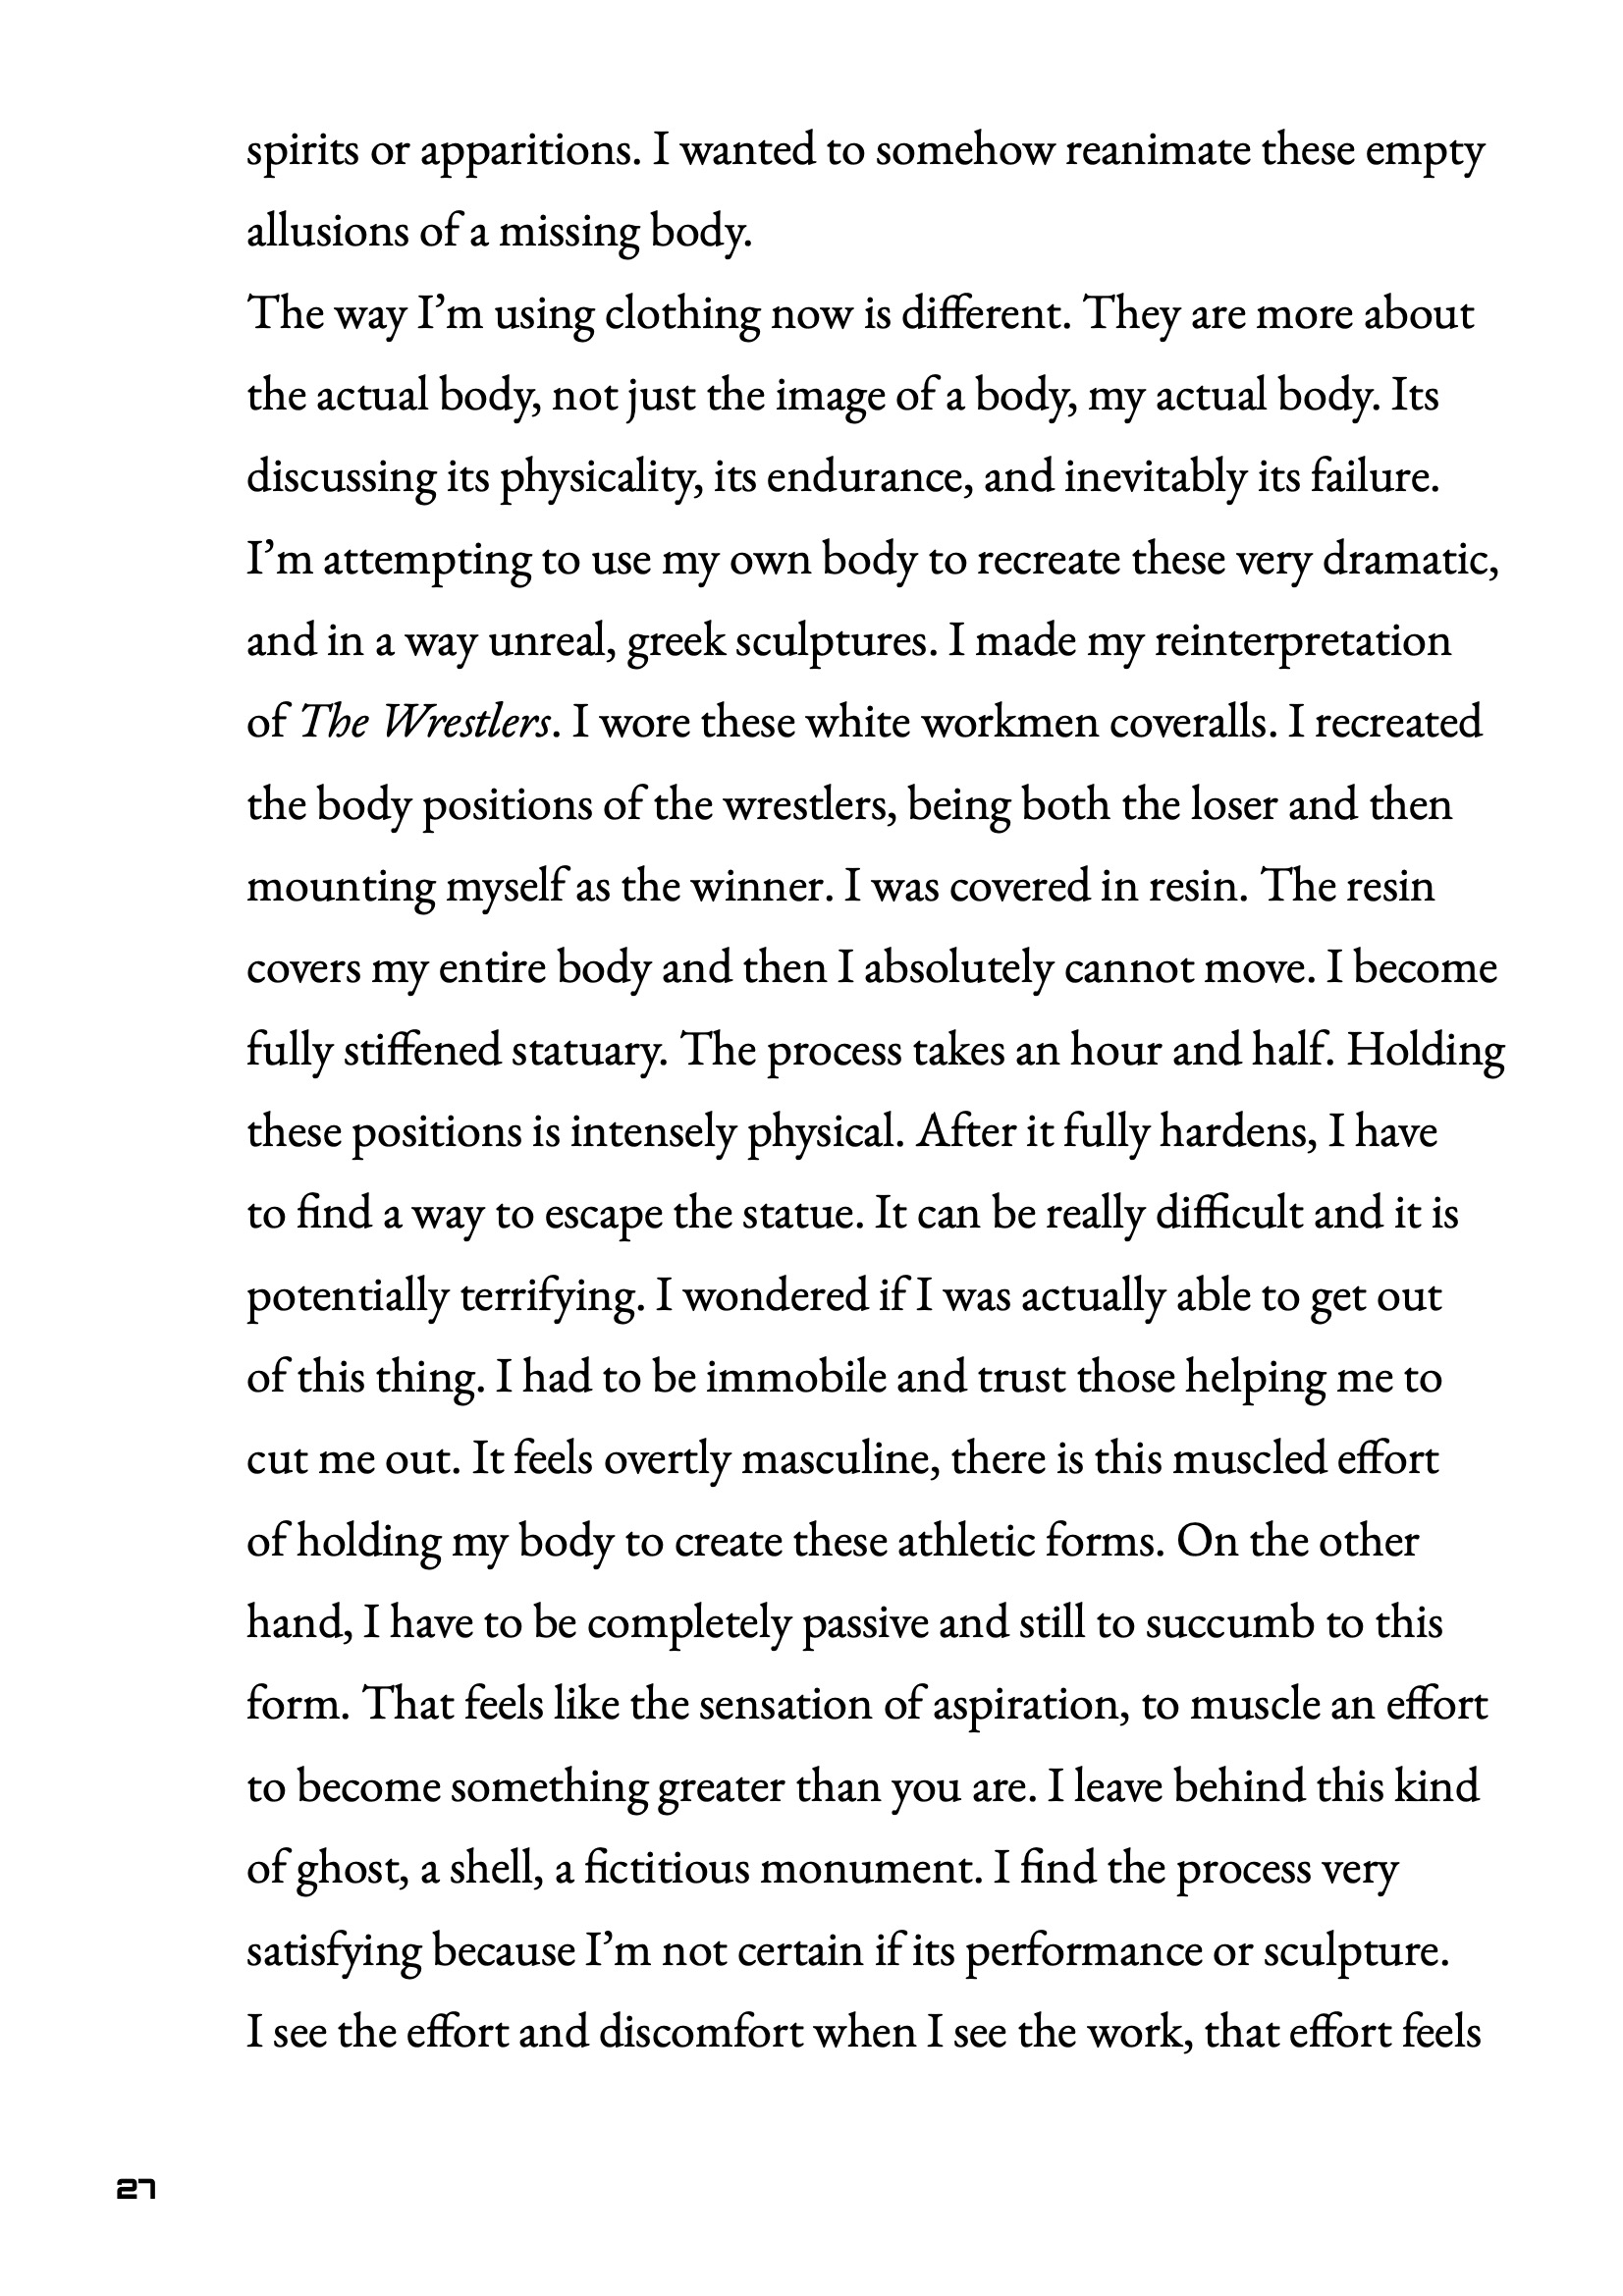 spirits or apparitions. I wanted to somehow reanimate these empty
allusions of a missing body.
The way I’m using clothing now is different. They are more about
the actual body, not just the image of a body, my actual body. Its
discussing its physicality, its endurance, and inevitably its failure.
I’m attempting to use my own body to recreate these very dramatic,
and in a way unreal, greek sculptures. I made my reinterpretation
of The Wrestlers. I wore these white workmen coveralls. I recreated
the body positions of the wrestlers, being both the loser and then
mounting myself as the winner. I was covered in resin. The resin
covers my entire body and then I absolutely cannot move. I become
fully stiffened statuary. The process takes an hour and half. Holding
these positions is intensely physical. After it fully hardens, I have
to find a way to escape the statue. It can be really difficult and it is
potentially terrifying. I wondered if I was actually able to get out
of this thing. I had to be immobile and trust those helping me to
cut me out. It feels overtly masculine, there is this muscled effort
of holding my body to create these athletic forms. On the other
hand, I have to be completely passive and still to succumb to this
form. That feels like the sensation of aspiration, to muscle an effort
to become something greater than you are. I leave behind this kind
of ghost, a shell, a fictitious monument. I find the process very
satisfying because I’m not certain if its performance or sculpture.
I see the effort and discomfort when I see the work, that effort feels
27